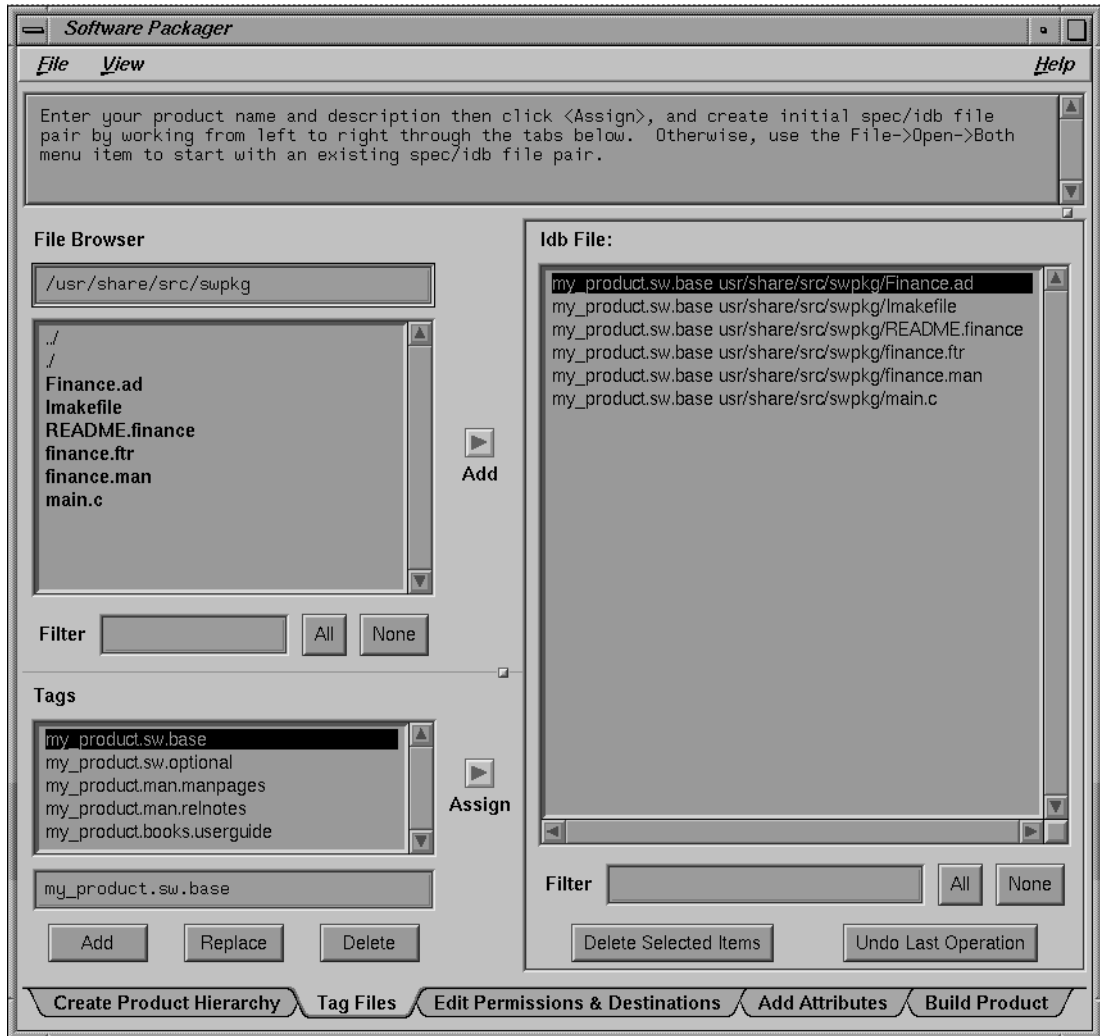 Software Packager
File View Help
Enter your product name and description then click <Assign>, and create initial spec/idb file
pair by working from left to right through the tabs below.  Otherwise, use the File->Open->Both
menu item to start with an existing spec/idb file pair.
File Browser
/usr/share/src/swpkg
../
./
Finance.ad
Imakefile
README.finance
finance.ftr
finance.man
main.c
Add
Filter All None
Tags
my_product.sw.base
my_product.sw.optional
my_product.man.manpages
my_product.man.relnotes
my_product.books.userguide
Assign
my_product.sw.base
Add Replace Delete
Idb File:
my_product.sw.base usr/share/src/swpkg/Finance.ad
my_product.sw.base usr/share/src/swpkg/Imakefile
my_product.sw.base usr/share/src/swpkg/README.finance
my_product.sw.base usr/share/src/swpkg/finance.ftr
my_product.sw.base usr/share/src/swpkg/finance.man
my_product.sw.base usr/share/src/swpkg/main.c
Filter All None
Delete Selected Items Undo Last Operation
Create Product Hierarchy Tag Files Edit Permissions & Destinations Add Attributes Build Product